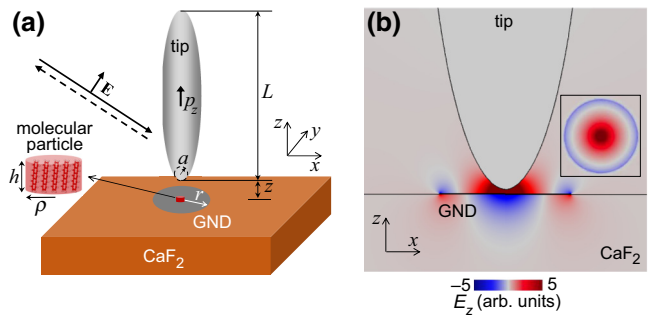 (a)
tip
E
p_z
L
z
y
x
molecular
particle
a
h
z
r
ρ
GND
CaF₂
(b)
tip
GND
z
x
CaF₂
−5
5
E_z (arb. units)